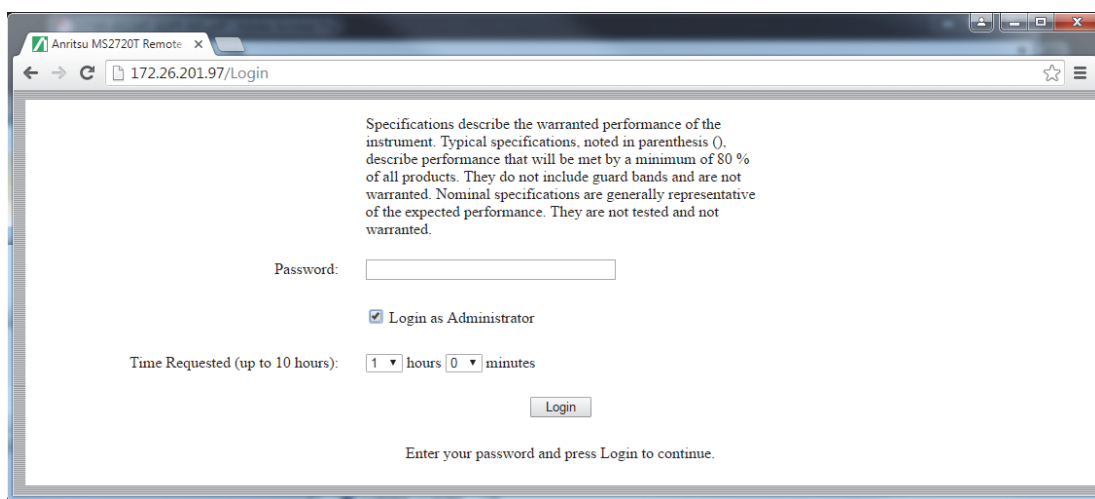 Anritsu MS2720T Remote
172.26.201.97/Login
Specifications describe the warranted performance of the
instrument. Typical specifications, noted in parenthesis (),
describe performance that will be met by a minimum of 80 %
of all products. They do not include guard bands and are not
warranted. Nominal specifications are generally representative
of the expected performance. They are not tested and not
warranted.
Password:
Login as Administrator
Time Requested (up to 10 hours): 1 hours 0 minutes
Login
Enter your password and press Login to continue.